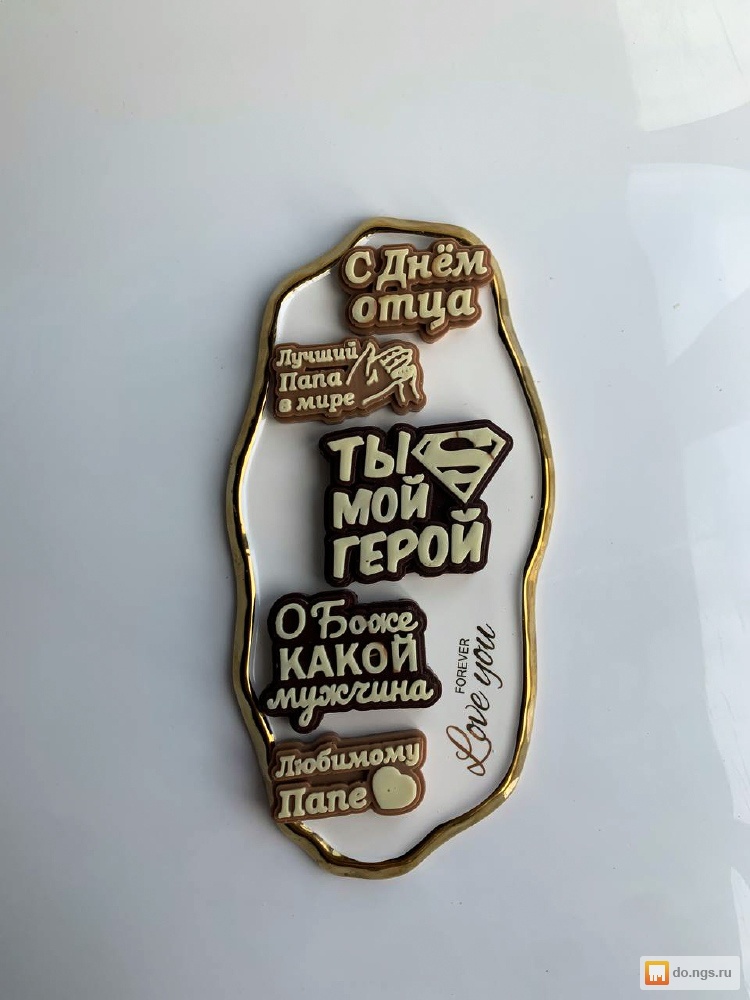 С Днём
отца
Лучший
Папа
в мире
ТЫ S
МОЙ
ГЕРОЙ
О Боже
КАКОЙ
мужчина
FOREVER
Love you
Любимому
Папе
do.ngs.ru